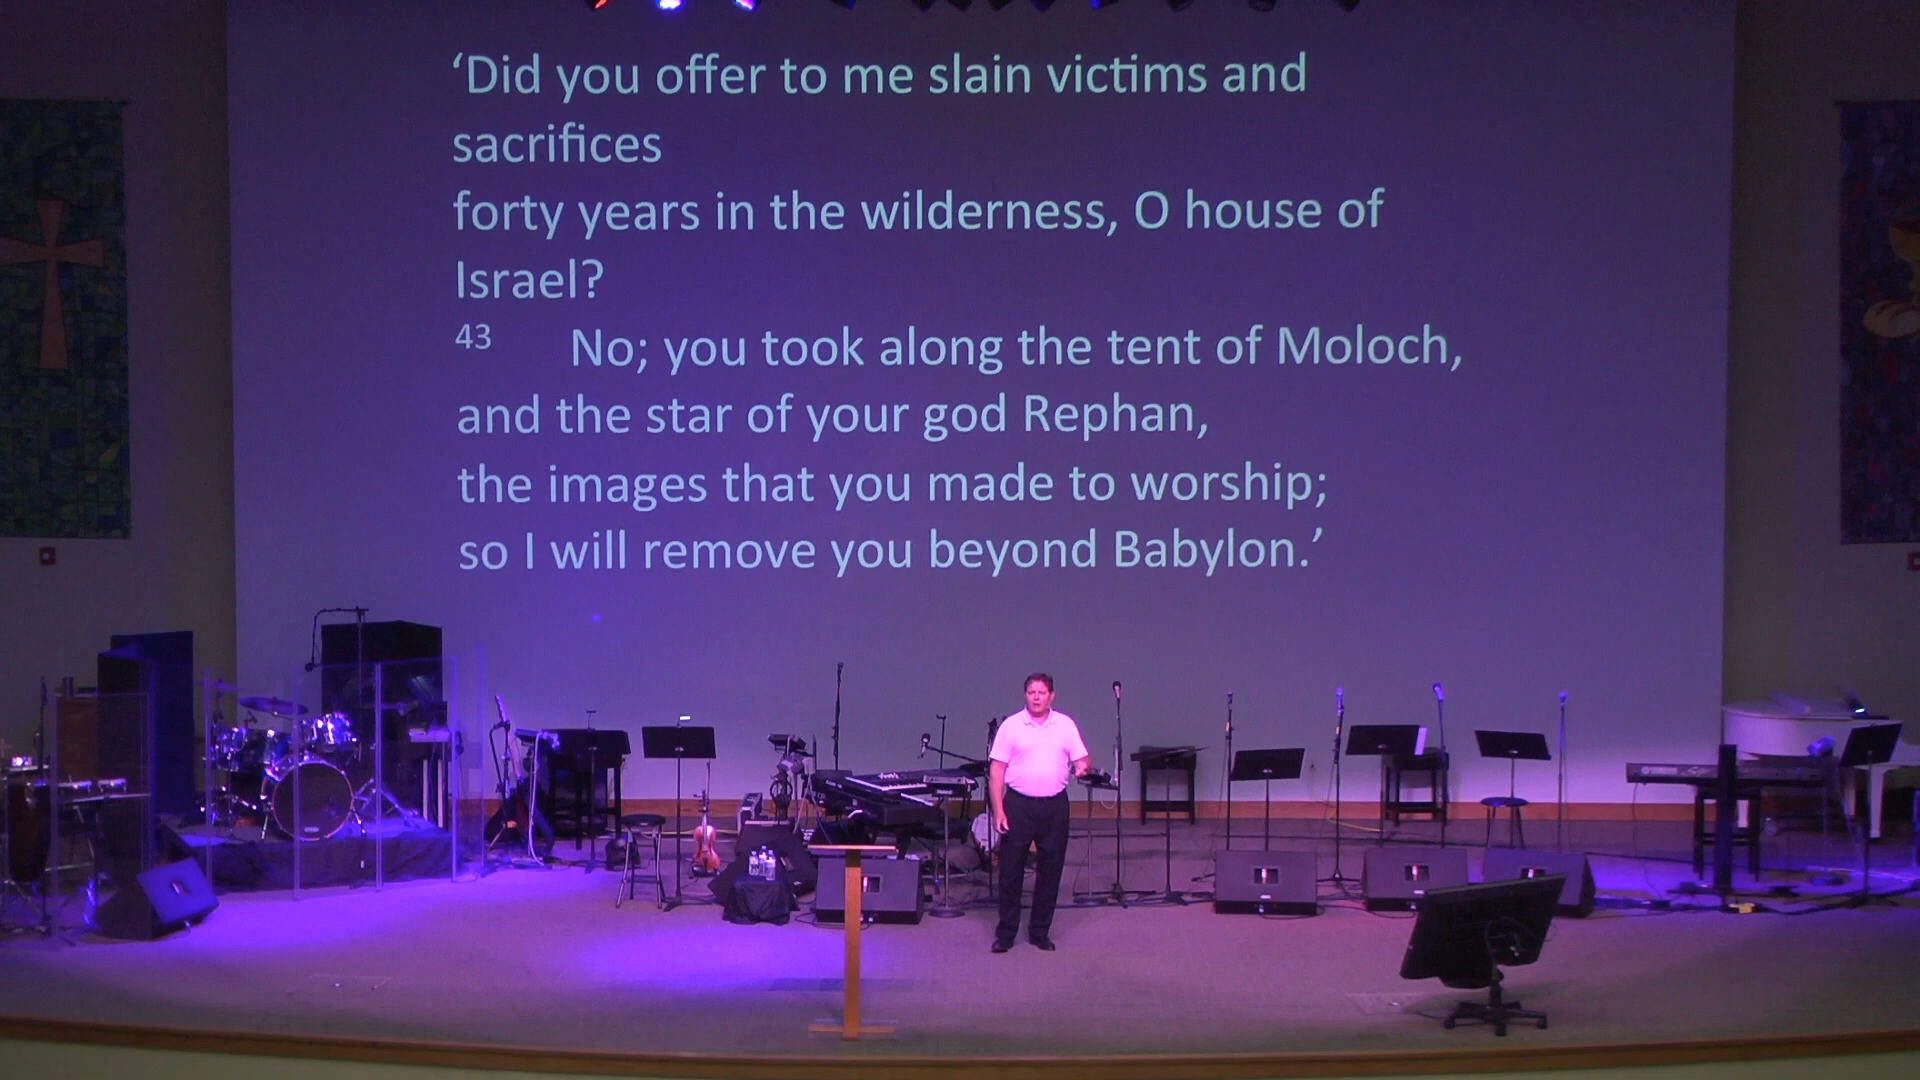 ‘Did you offer to me slain victims and
sacrifices
forty years in the wilderness, O house of
Israel?
43 No; you took along the tent of Moloch,
and the star of your god Rephan,
the images that you made to worship;
so I will remove you beyond Babylon.’